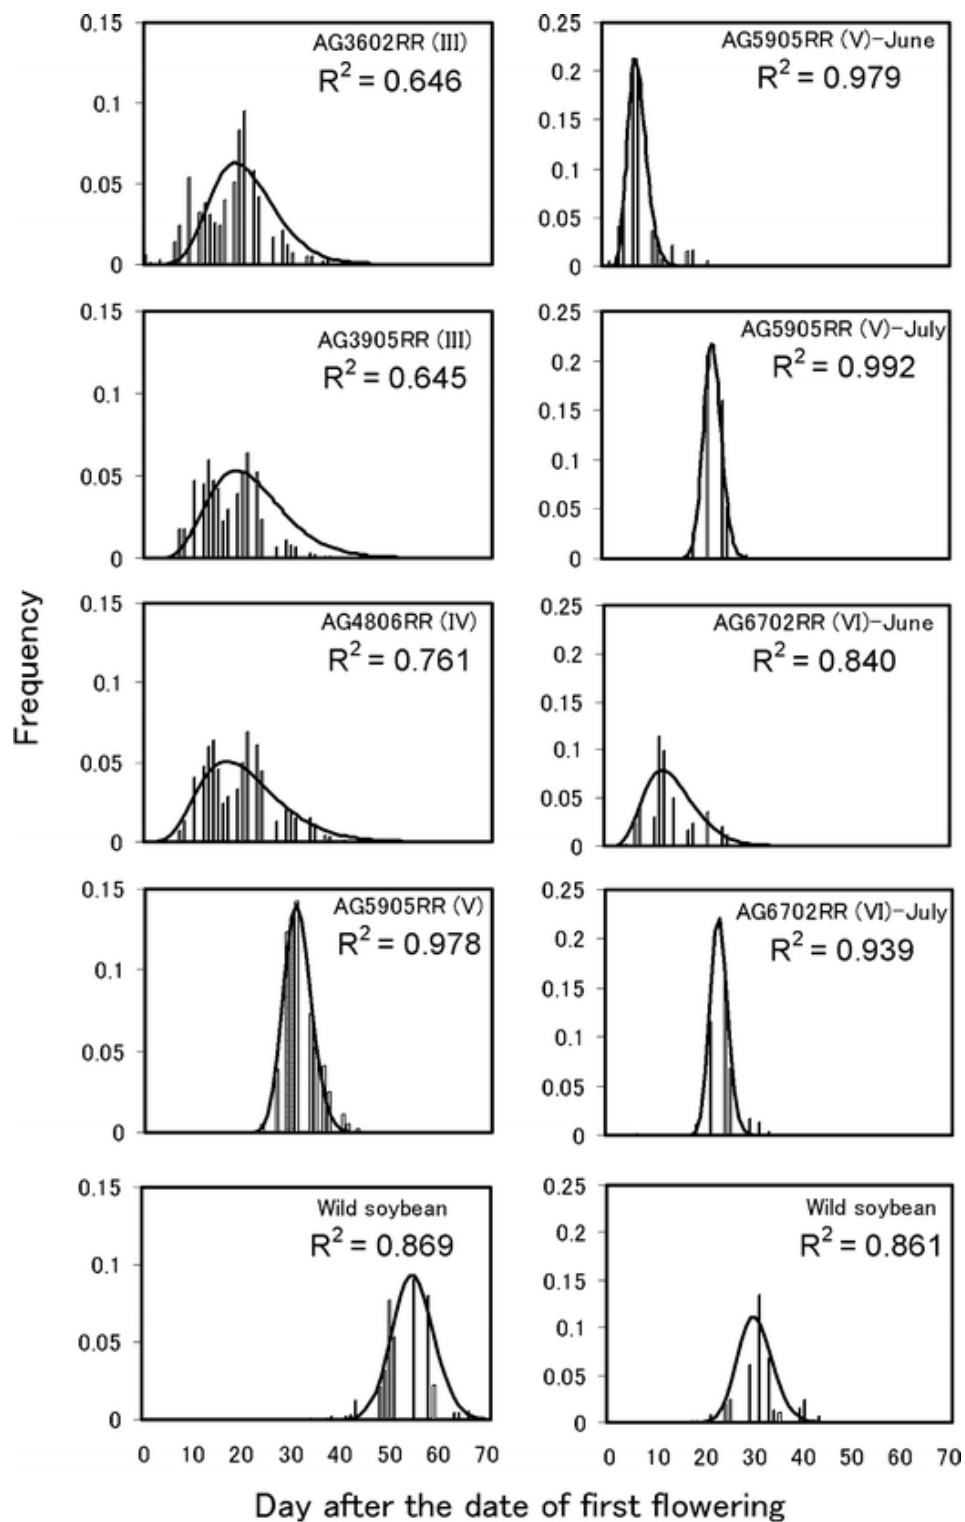 0.15
AG3602RR (III)
R² = 0.646
0.1
0.05
0
0.25
AG5905RR (V)-June
R² = 0.979
0.2
0.15
0.1
0.05
0
0.15
AG3905RR (III)
R² = 0.645
0.1
0.05
0
0.25
AG5905RR (V)-July
R² = 0.992
0.2
0.15
0.1
0.05
0
Frequency
0.15
AG4806RR (IV)
R² = 0.761
0.1
0.05
0
0.25
AG6702RR (VI)-June
R² = 0.840
0.2
0.15
0.1
0.05
0
0.15
AG5905RR (V)
R² = 0.978
0.1
0.05
0
0.25
AG6702RR (VI)-July
R² = 0.939
0.2
0.15
0.1
0.05
0
0.15
Wild soybean
R² = 0.869
0.1
0.05
0
0 10 20 30 40 50 60 70
0.25
Wild soybean
R² = 0.861
0.2
0.15
0.1
0.05
0
0 10 20 30 40 50 60 70
Day after the date of first flowering